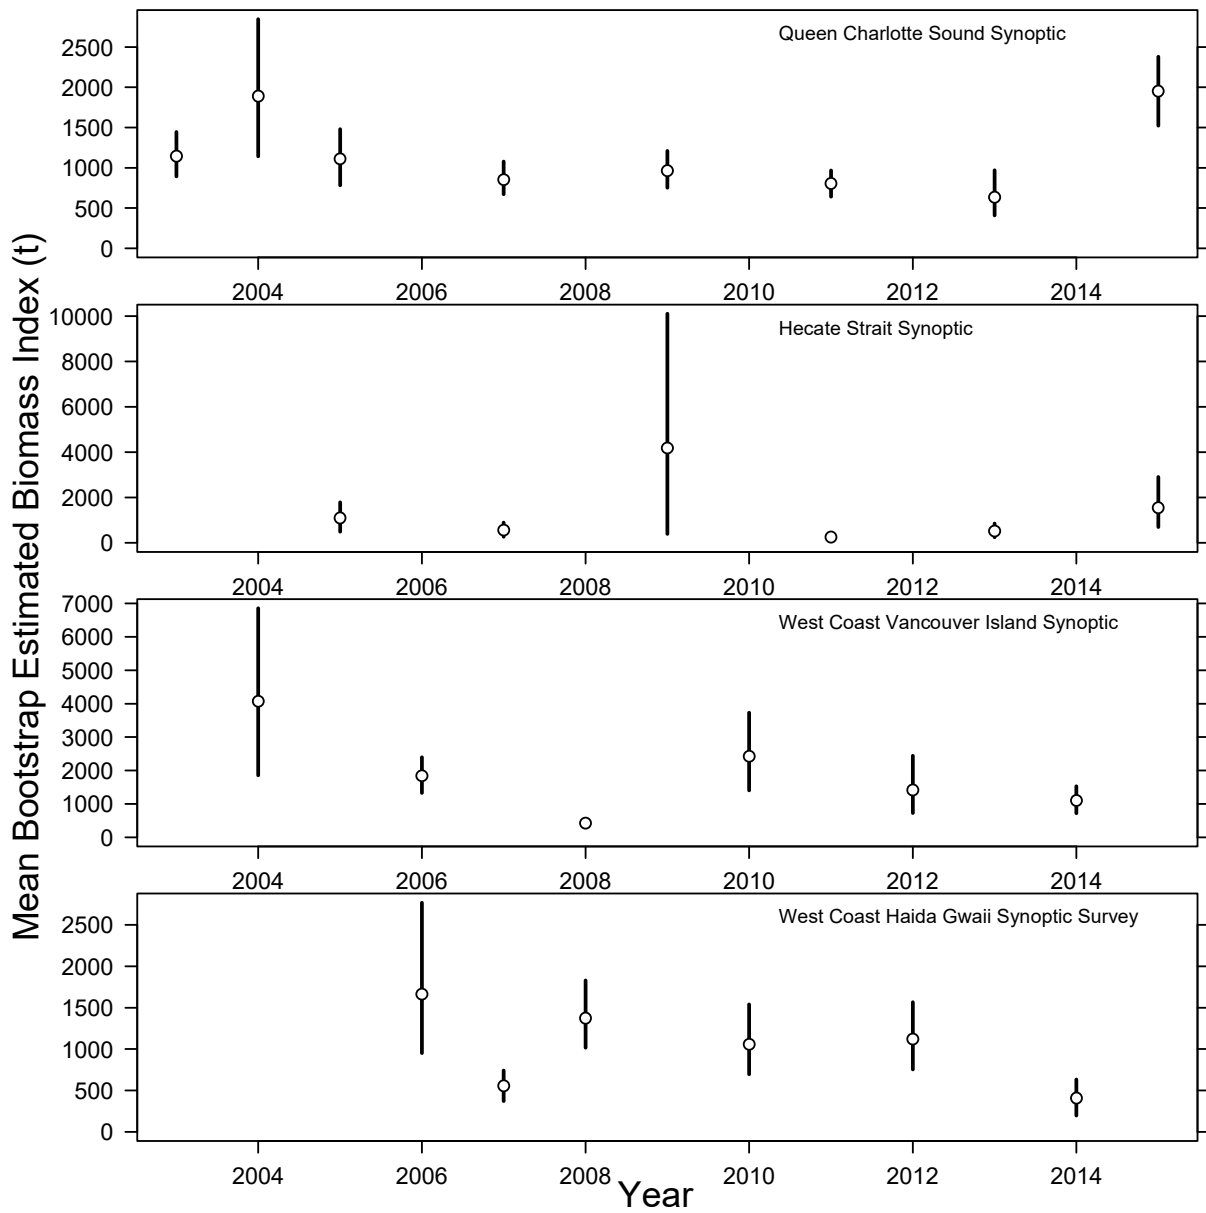 Mean Bootstrap Estimated Biomass Index (t)
Queen Charlotte Sound Synoptic
2500
2000
1500
1000
500
0
2004 2006 2008 2010 2012 2014
Hecate Strait Synoptic
10000
8000
6000
4000
2000
0
2004 2006 2008 2010 2012 2014
West Coast Vancouver Island Synoptic
7000
6000
5000
4000
3000
2000
1000
0
2004 2006 2008 2010 2012 2014
West Coast Haida Gwaii Synoptic Survey
2500
2000
1500
1000
500
0
2004 2006 2008 2010 2012 2014
Year